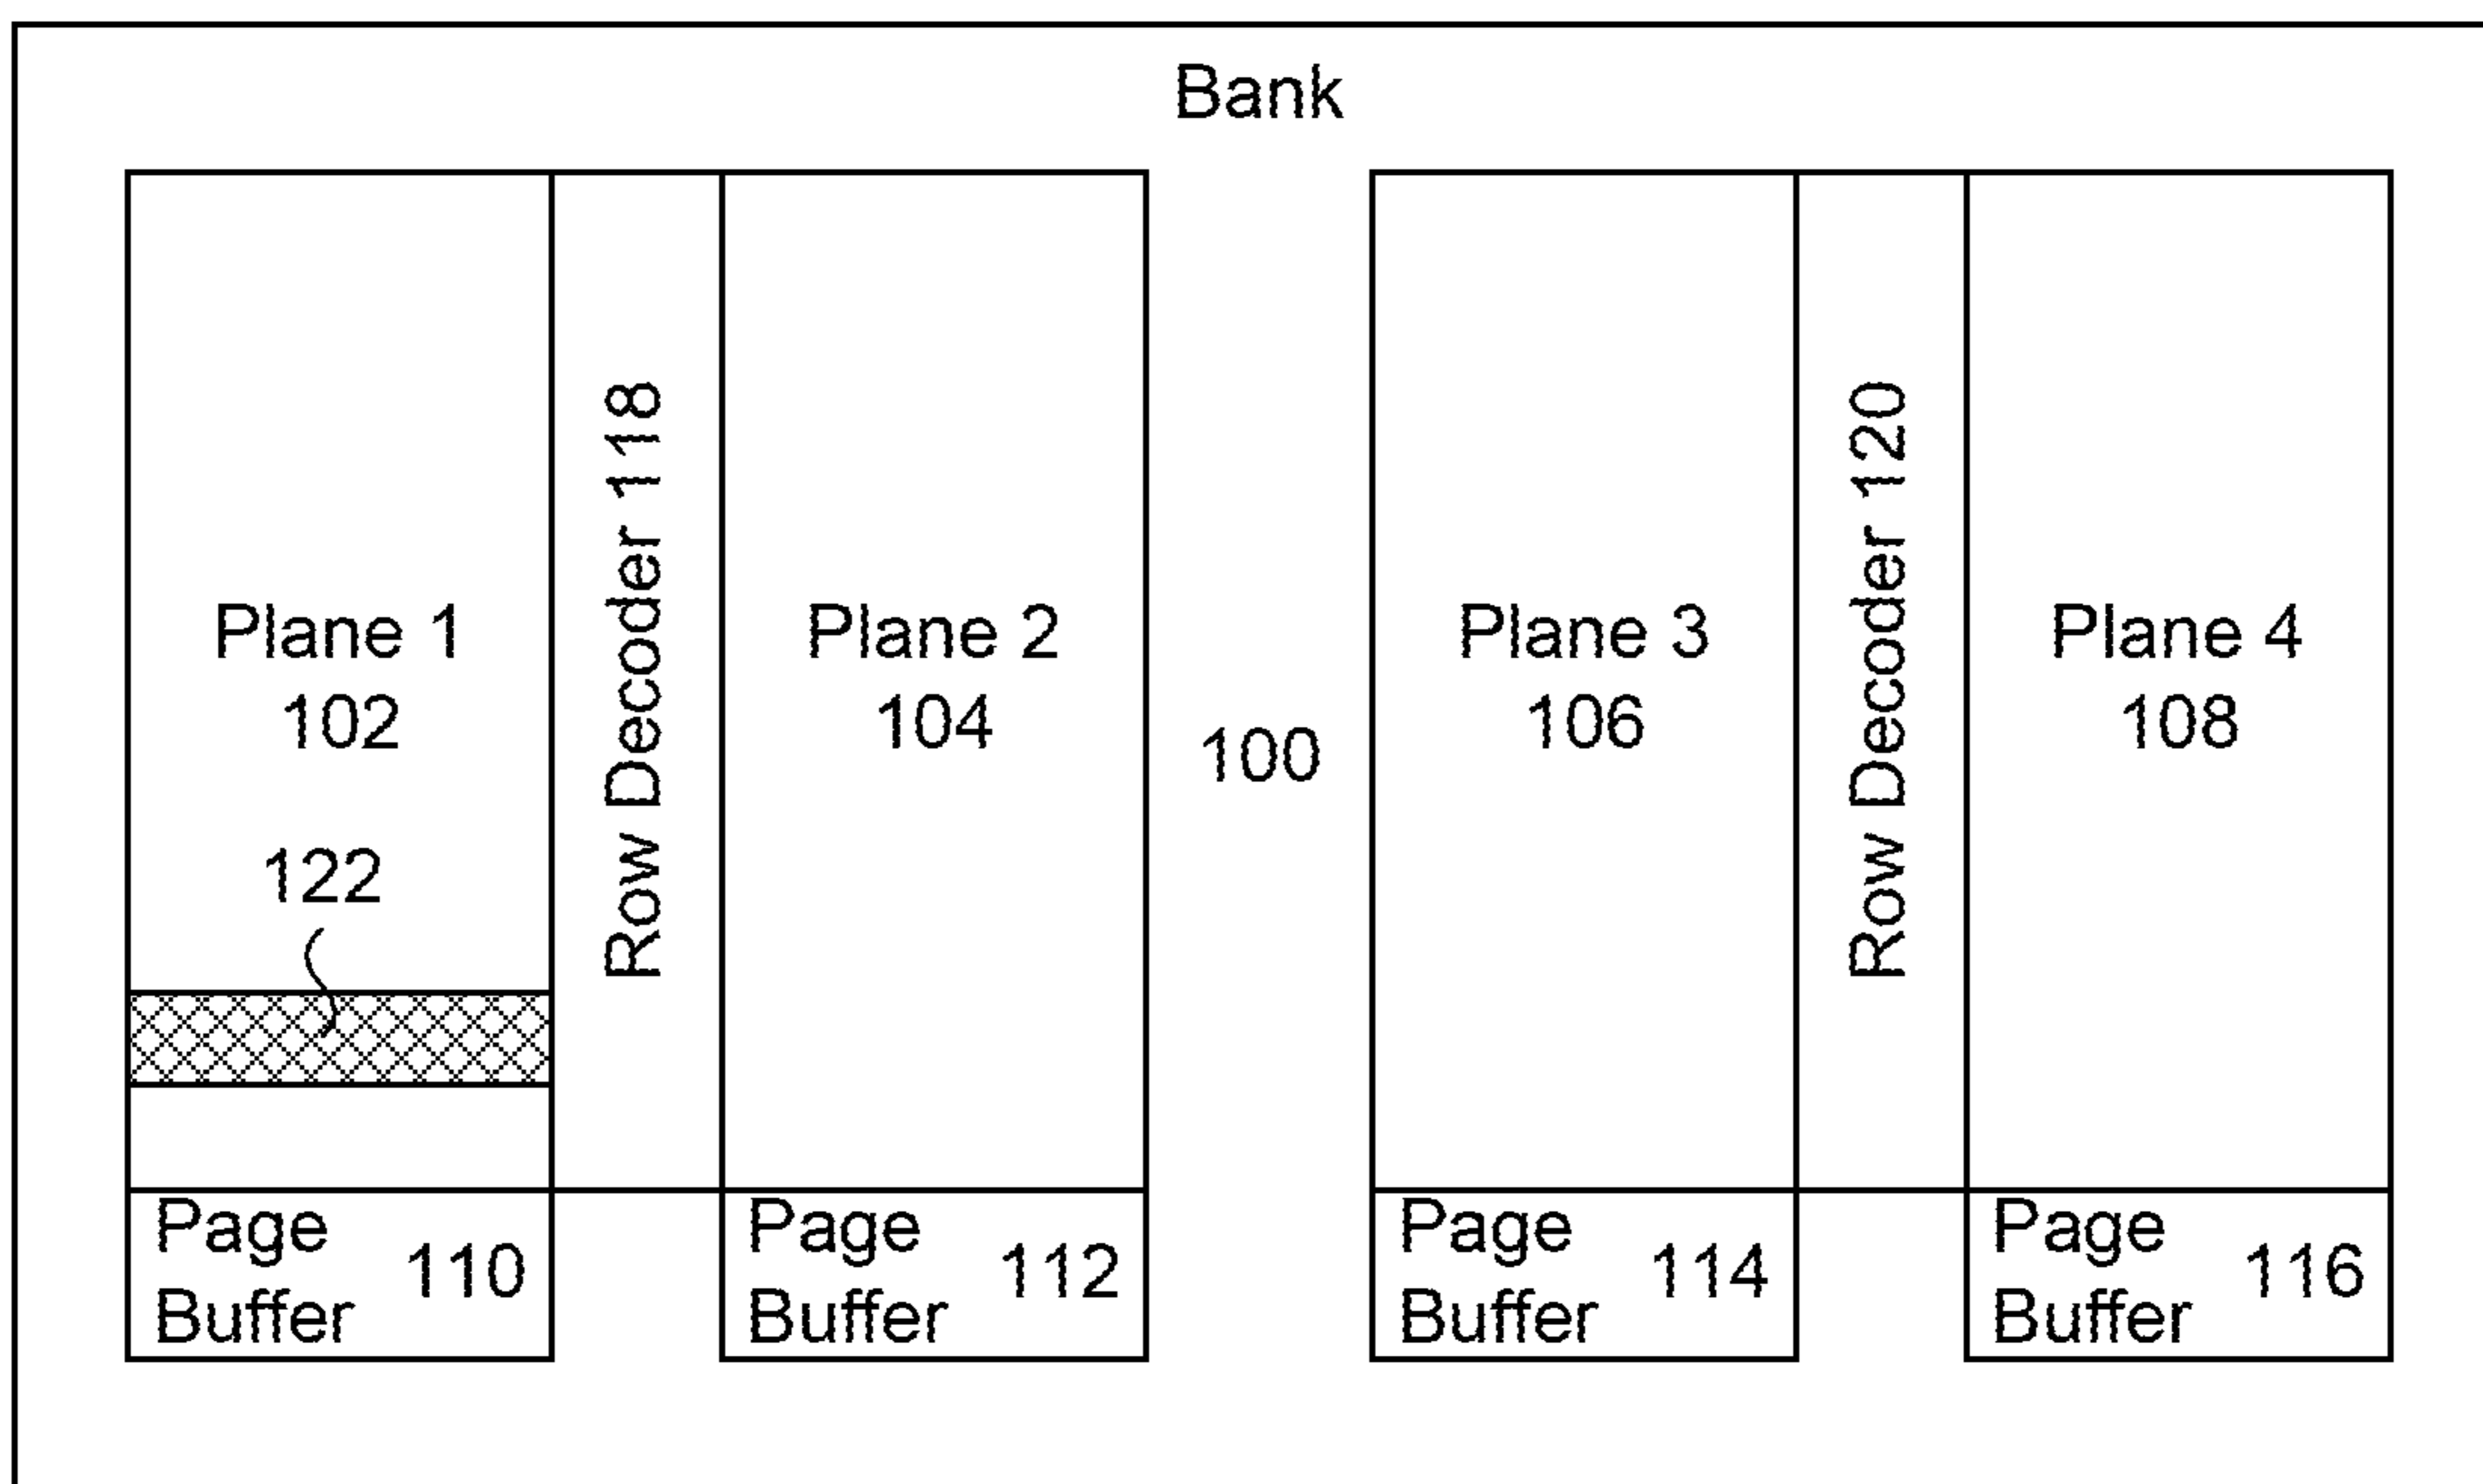 Bank
Plane 1
102
122
Row Decoder 118
Plane 2
104
100
Plane 3
106
Row Decoder 120
Plane 4
108
Page
Buffer
110
Page
Buffer
112
Page
Buffer
114
Page
Buffer
116